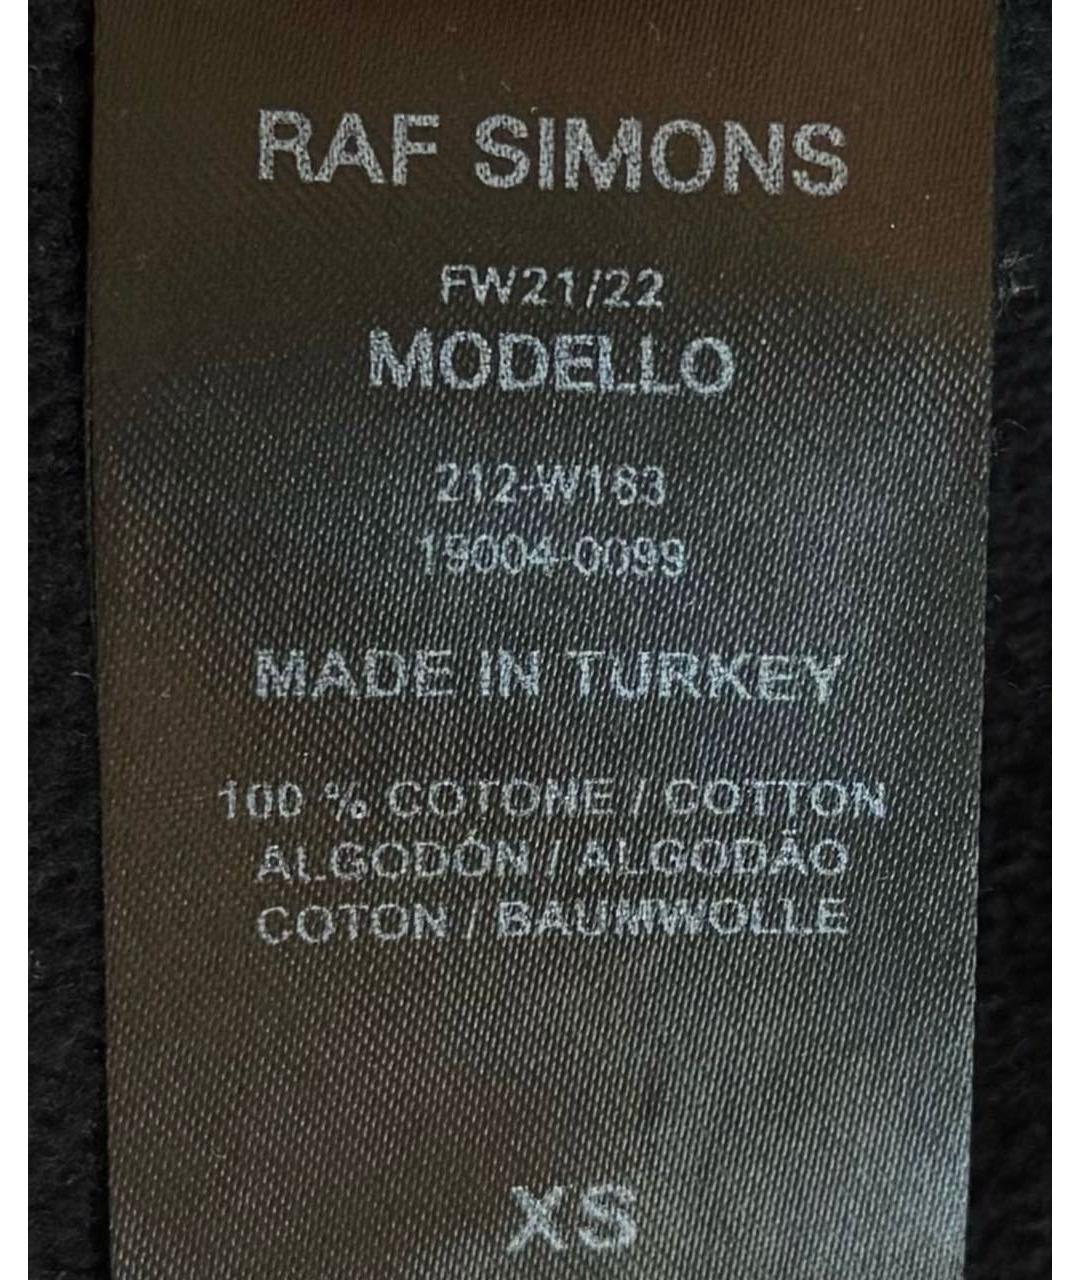 RAF SIMONS
FW21/22
MODELLO
212-W183
19004-0099
MADE IN TURKEY
100 % COTONE / COTTON
ALGODÓN / ALGODÃO
COTON / BAUMWOLLE
XS